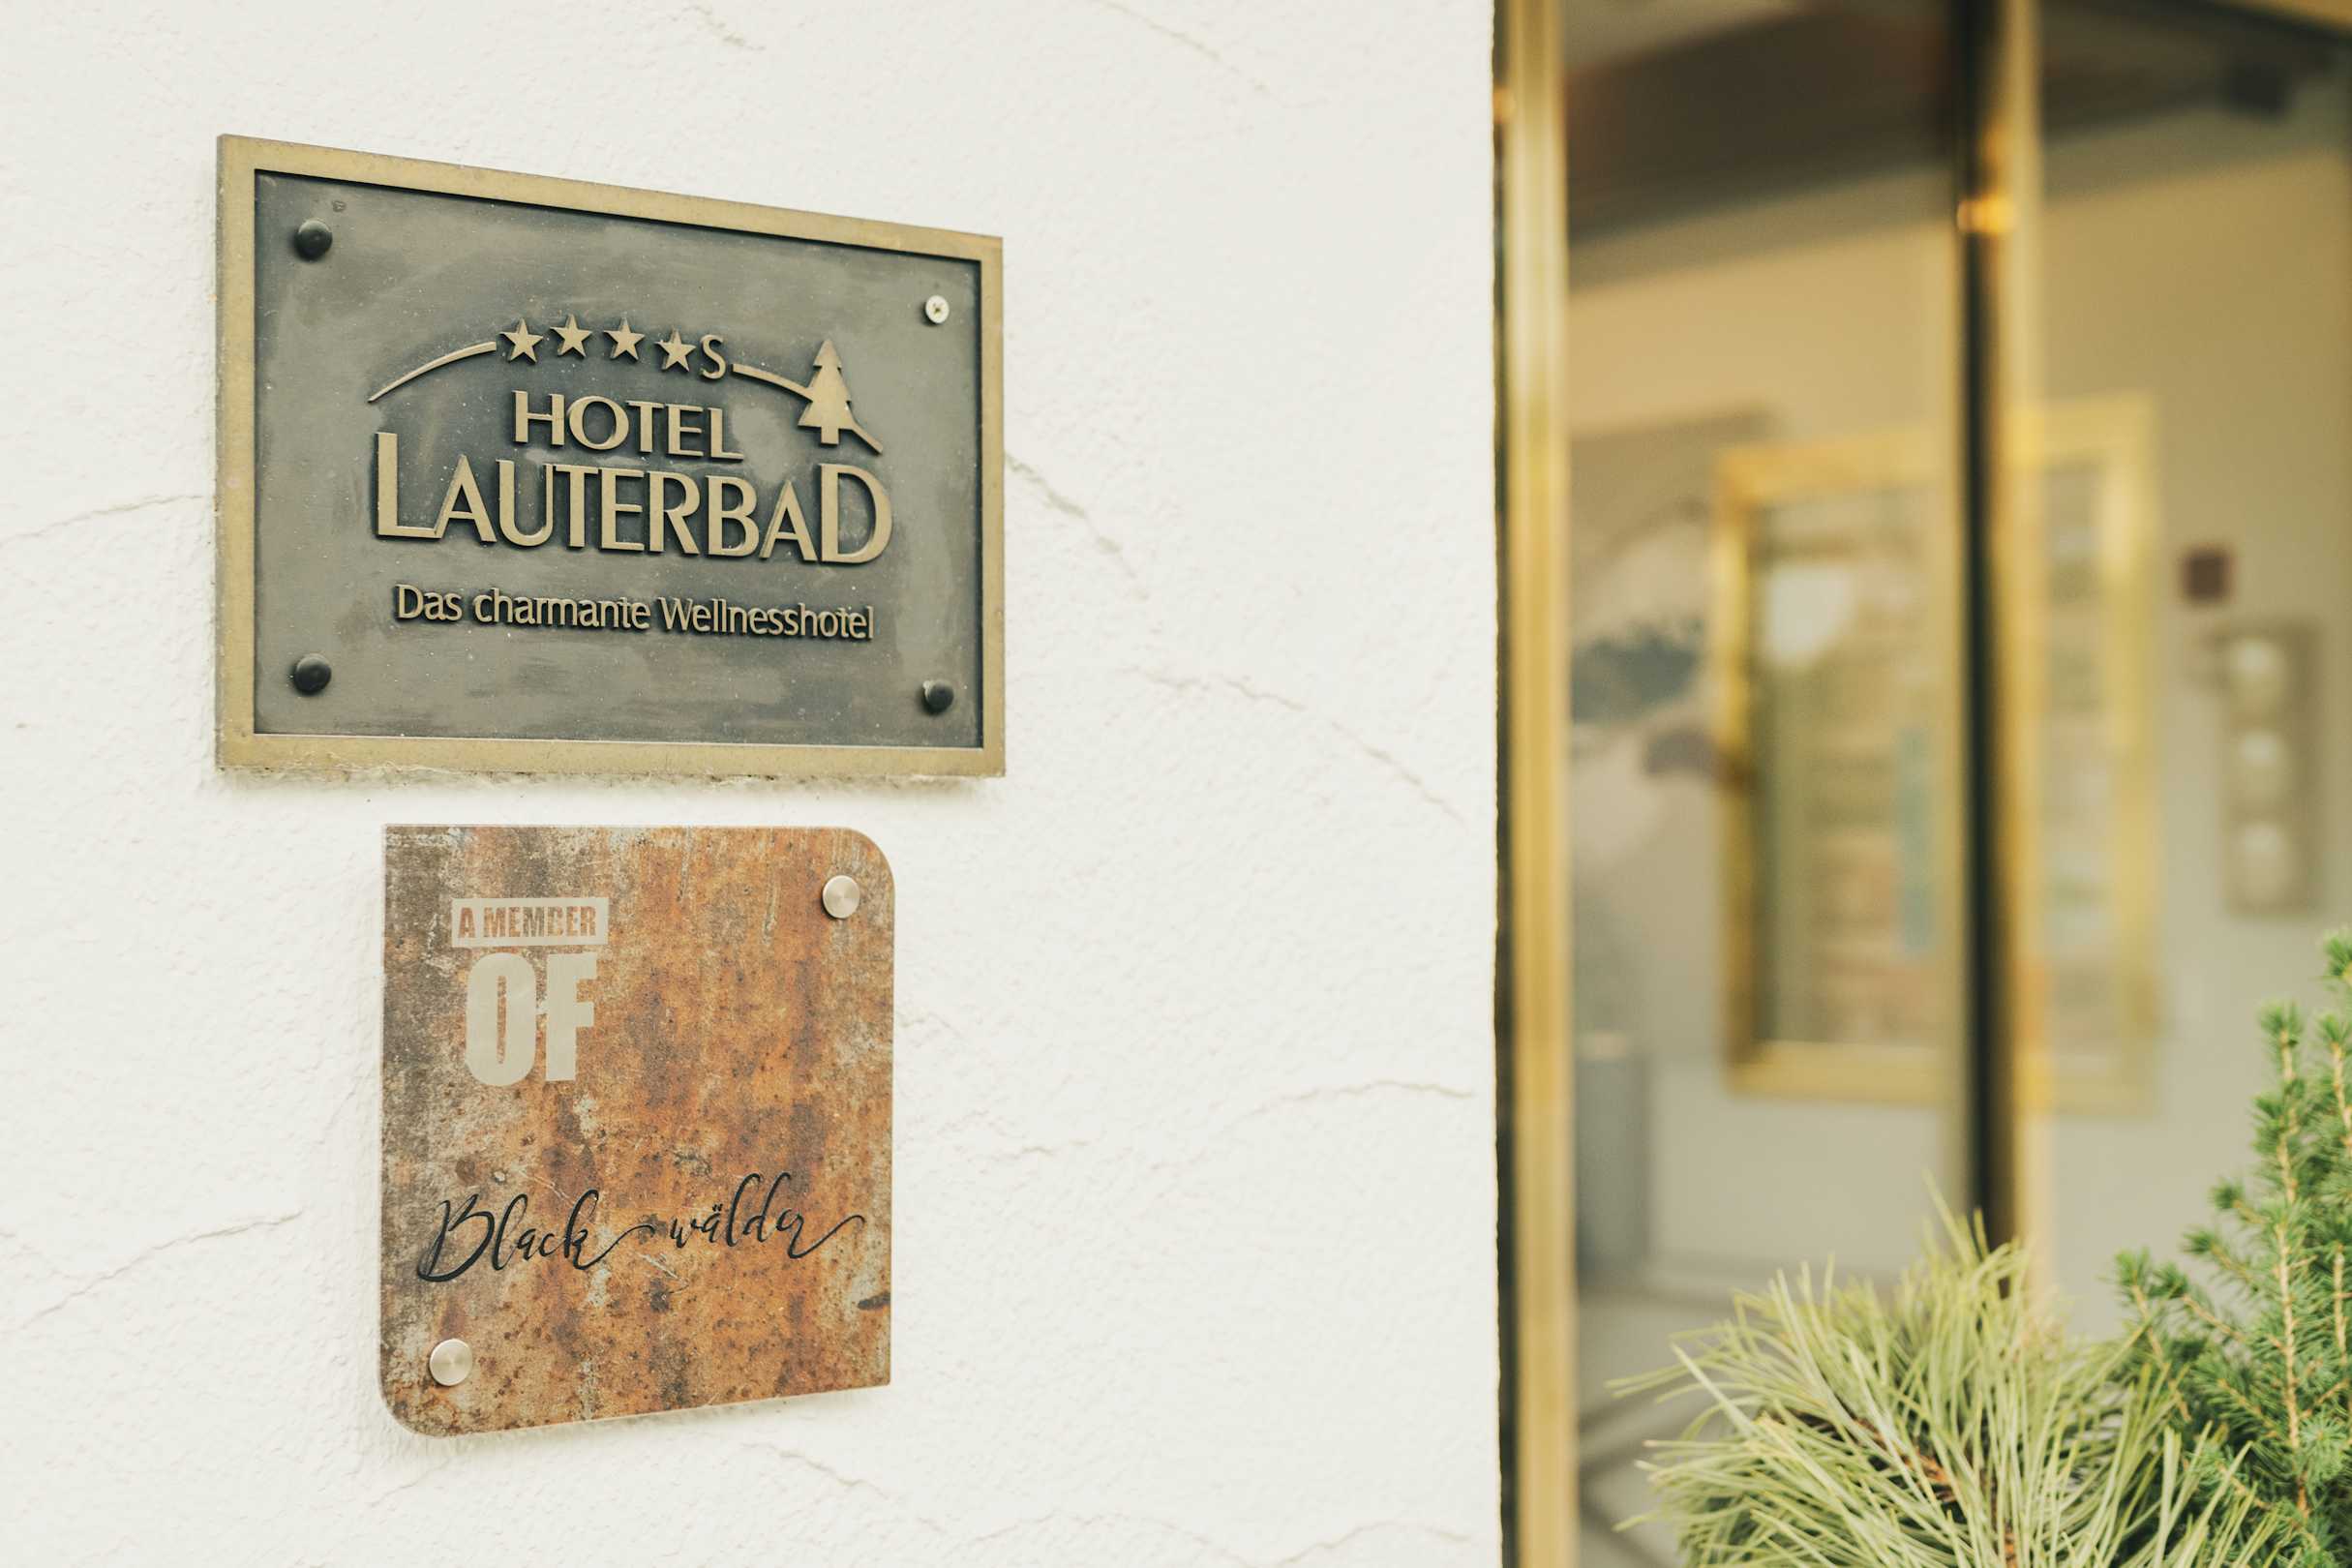 ★★★★S
HOTEL
LAUTERBAD
Das charmante Wellnesshotel
A MEMBER
OF
Black wälder